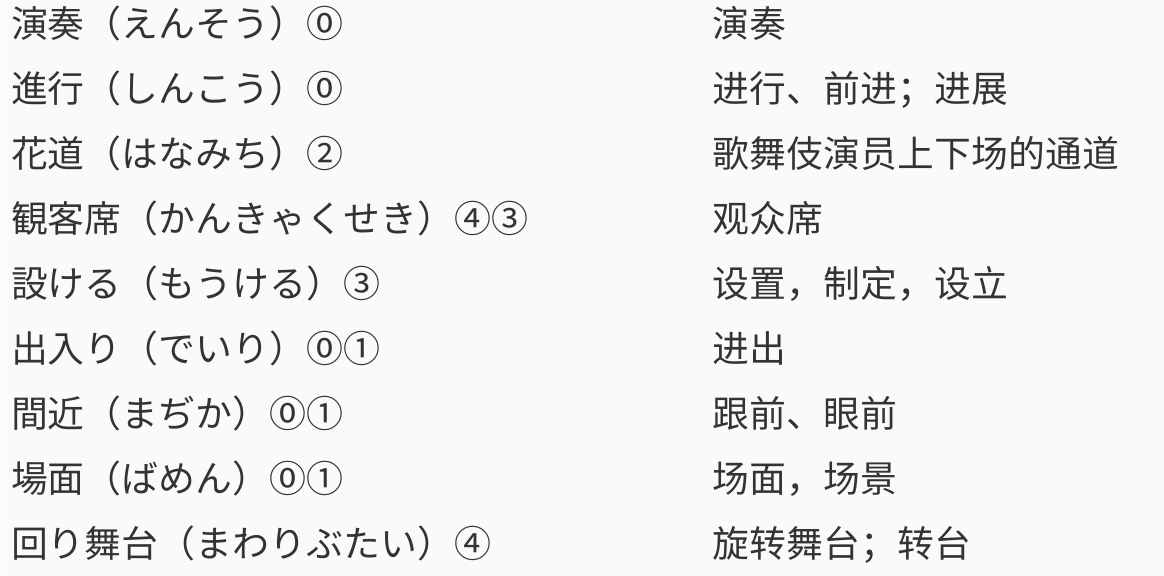 演奏（えんそう）⓪ 演奏
進行（しんこう）⓪ 进行、前进；进展
花道（はなみち）② 歌舞伎演员上下场的通道
観客席（かんきゃくせき）④③ 观众席
設ける（もうける）③ 设置，制定，设立
出入り（でいり）⓪① 进出
間近（まぢか）⓪① 跟前、眼前
場面（ばめん）⓪① 场面，场景
回り舞台（まわりぶたい）④ 旋转舞台；转台